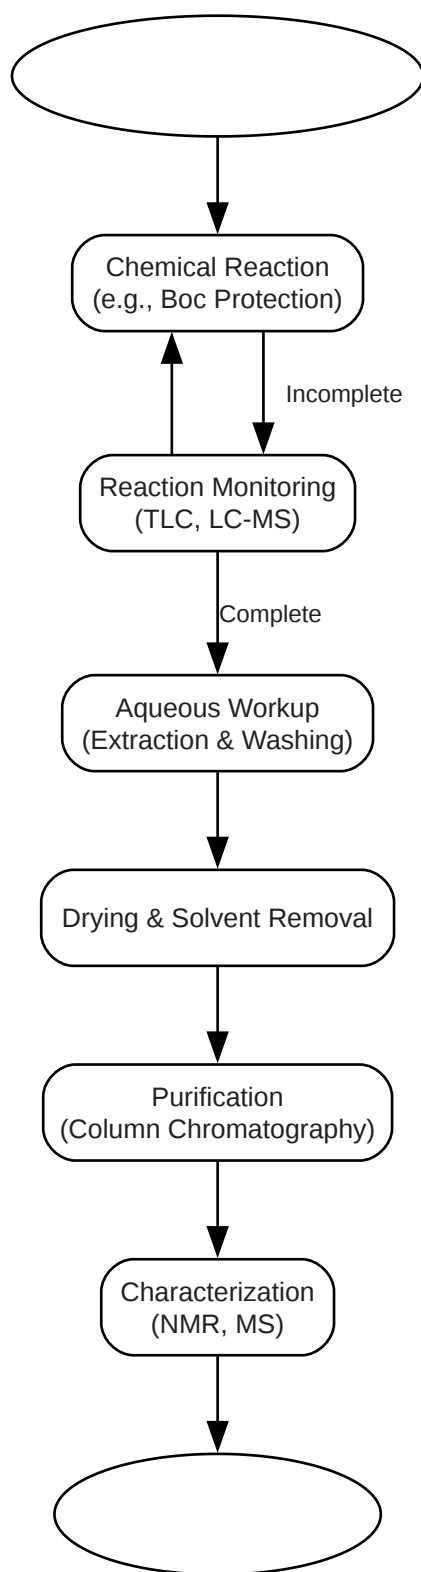 Chemical Reaction
(e.g., Boc Protection)
Incomplete
Reaction Monitoring
(TLC, LC-MS)
Complete
Aqueous Workup
(Extraction & Washing)
Drying & Solvent Removal
Purification
(Column Chromatography)
Characterization
(NMR, MS)